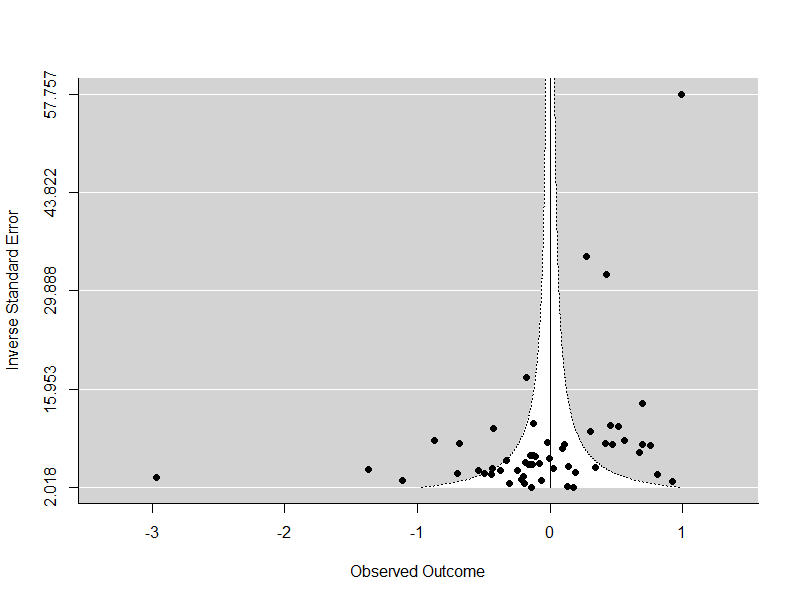 57.757
43.822
29.888
15.953
2.018
Inverse Standard Error
-3 -2 -1 0 1
Observed Outcome